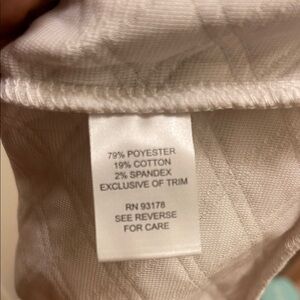 79% POYESTER
19% COTTON
2% SPANDEX
EXCLUSIVE OF TRIM
RN 93178
SEE REVERSE
FOR CARE